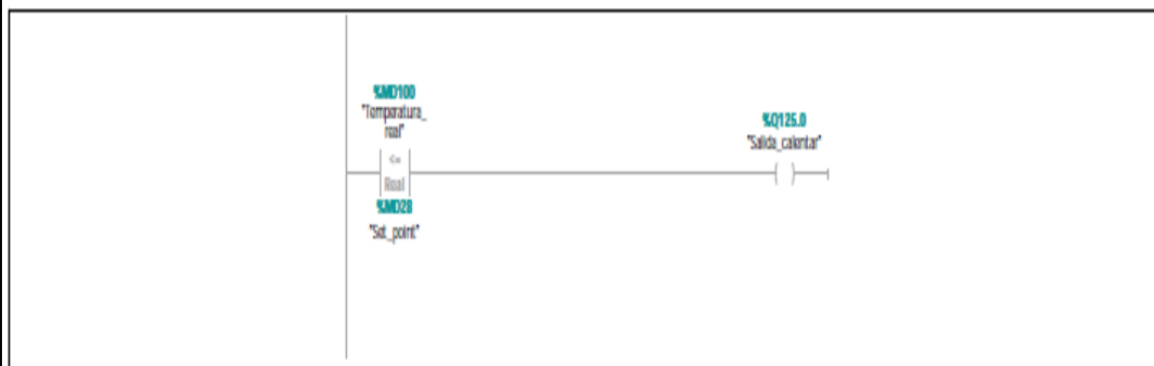 %MD100
"Temperatura_
real"
<=
Real
%MD28
"Set_point"
%Q125.0
"Salida_calentar"